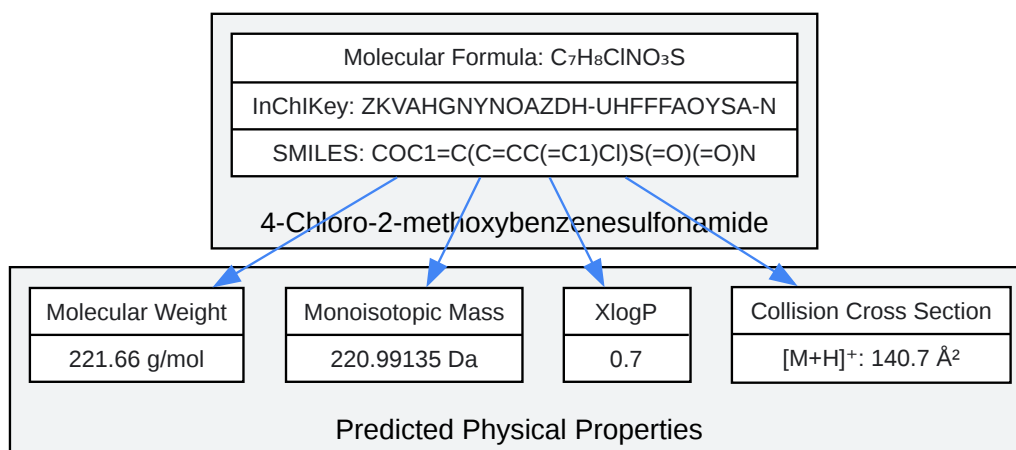 Molecular Formula: C₇H₈ClNO₃S
InChIKey: ZKVAHGNYNOAZDH-UHFFFAOYSA-N
SMILES: COC1=C(C=CC(=C1)Cl)S(=O)(=O)N
4-Chloro-2-methoxybenzenesulfonamide
Molecular Weight
221.66 g/mol
Monoisotopic Mass
220.99135 Da
XlogP
0.7
Collision Cross Section
[M+H]⁺: 140.7 Å²
Predicted Physical Properties